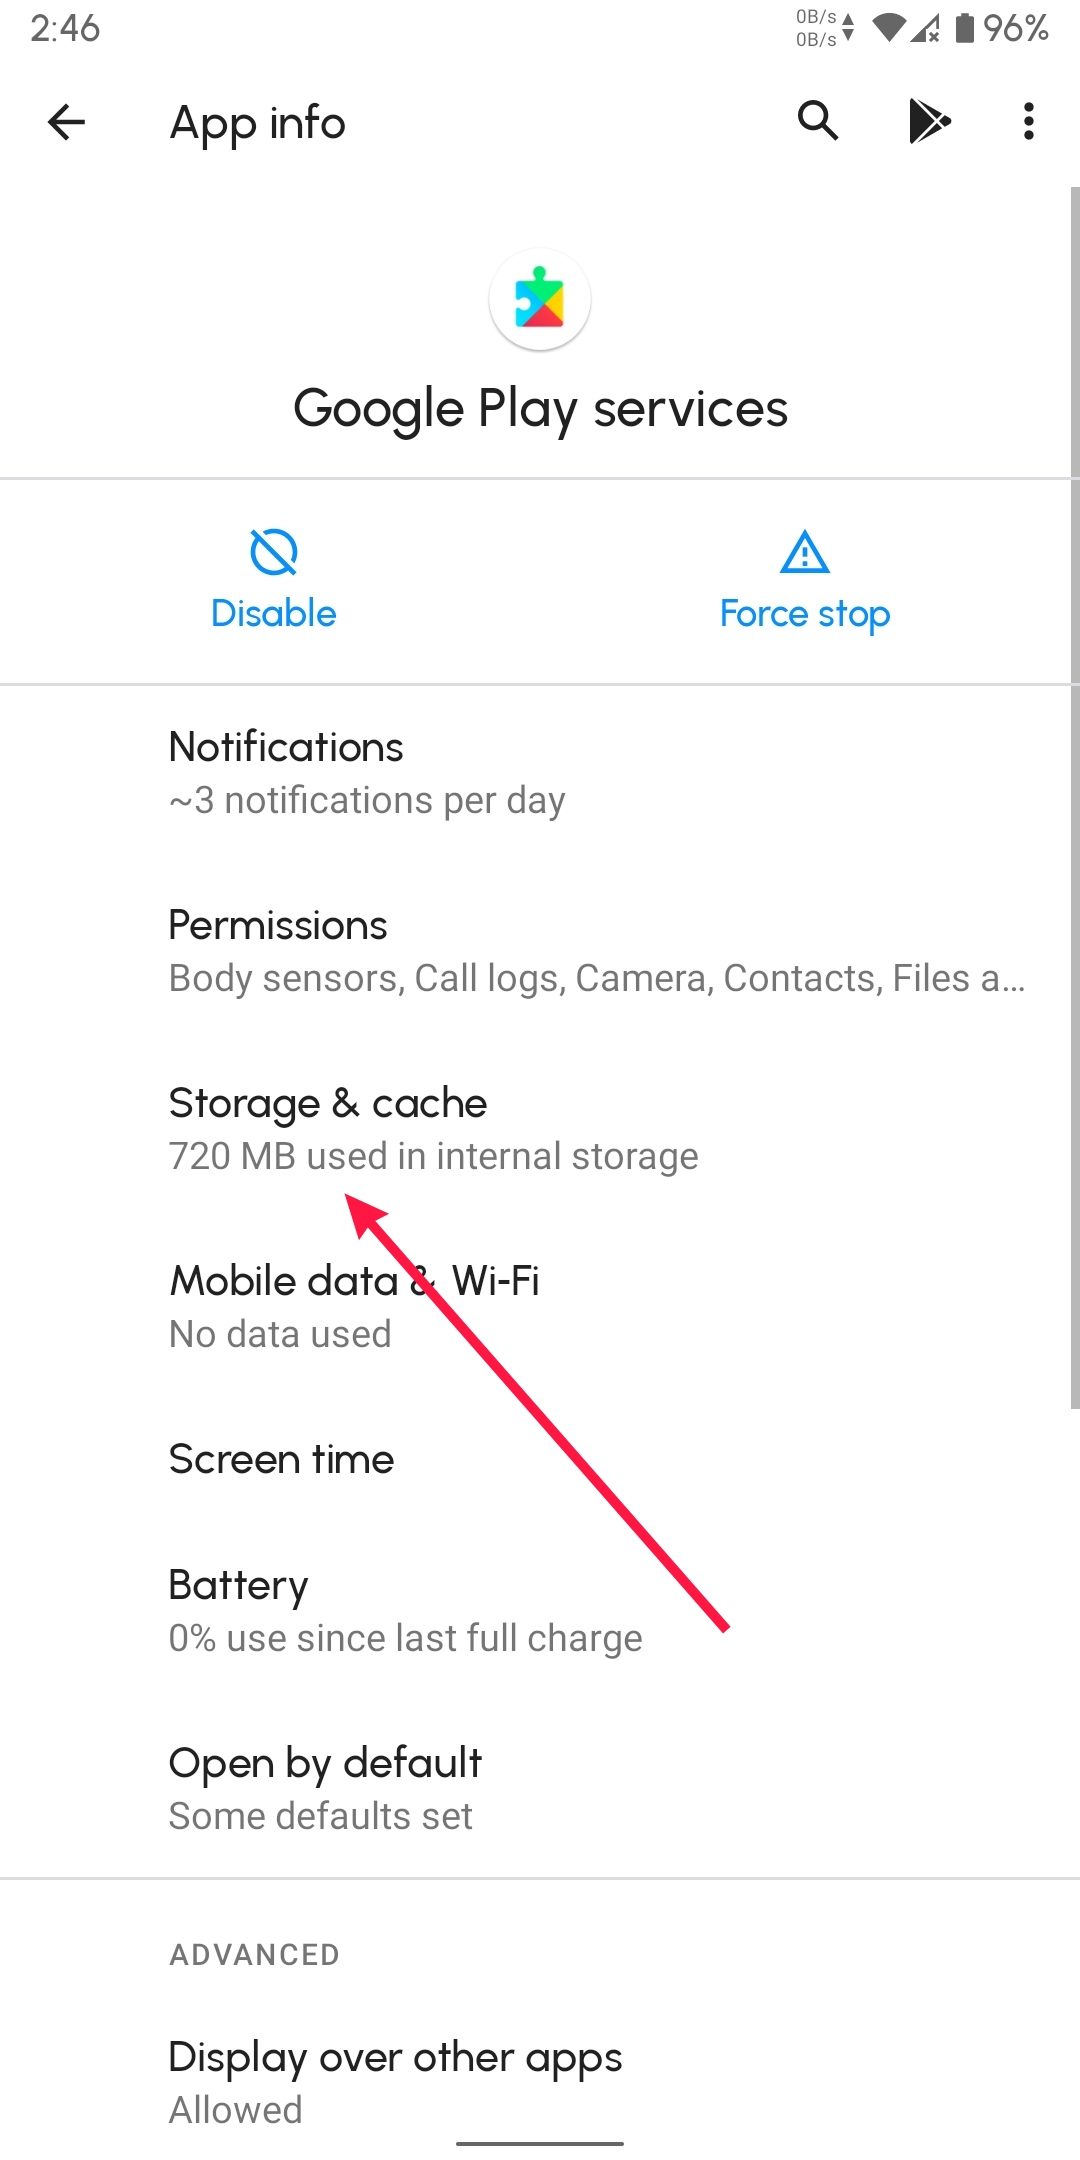 2:46
0B/s
0B/s
96%
App info
Google Play services
Disable
Force stop
Notifications
~3 notifications per day
Permissions
Body sensors, Call logs, Camera, Contacts, Files a...
Storage & cache
720 MB used in internal storage
Mobile data & Wi-Fi
No data used
Screen time
Battery
0% use since last full charge
Open by default
Some defaults set
ADVANCED
Display over other apps
Allowed